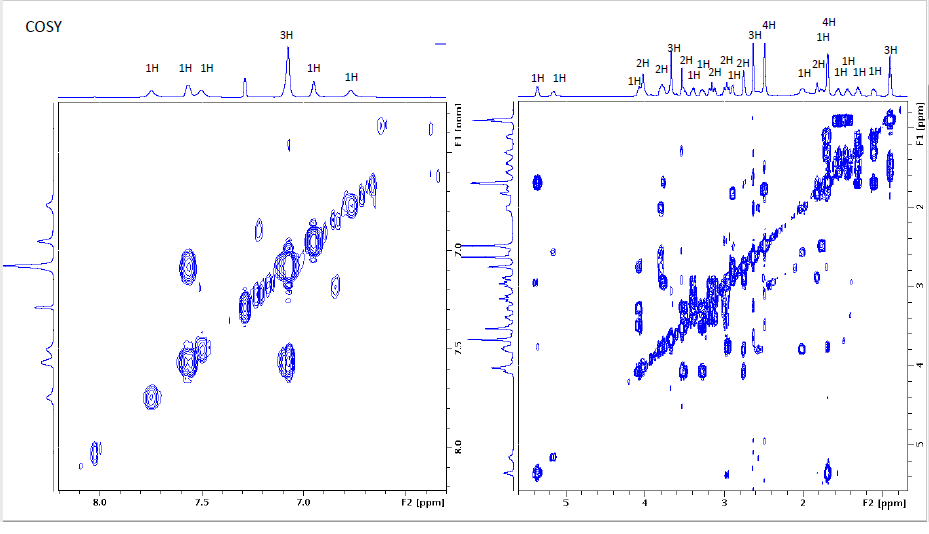 COSY
3H
1H 1H 1H 1H 1H
F1 [ppm]
7.0
7.5
8.0
8.0 7.5 7.0 F2 [ppm]
4H
4H
3H 1H
3H 3H
2H 1H 2H 2H 2H 1H
2H 2H 1H 1H 1H 1H
1H 1H 1H 1H 1H
F1 [ppm]
2
3
4
5
5 4 3 2 F2 [ppm]